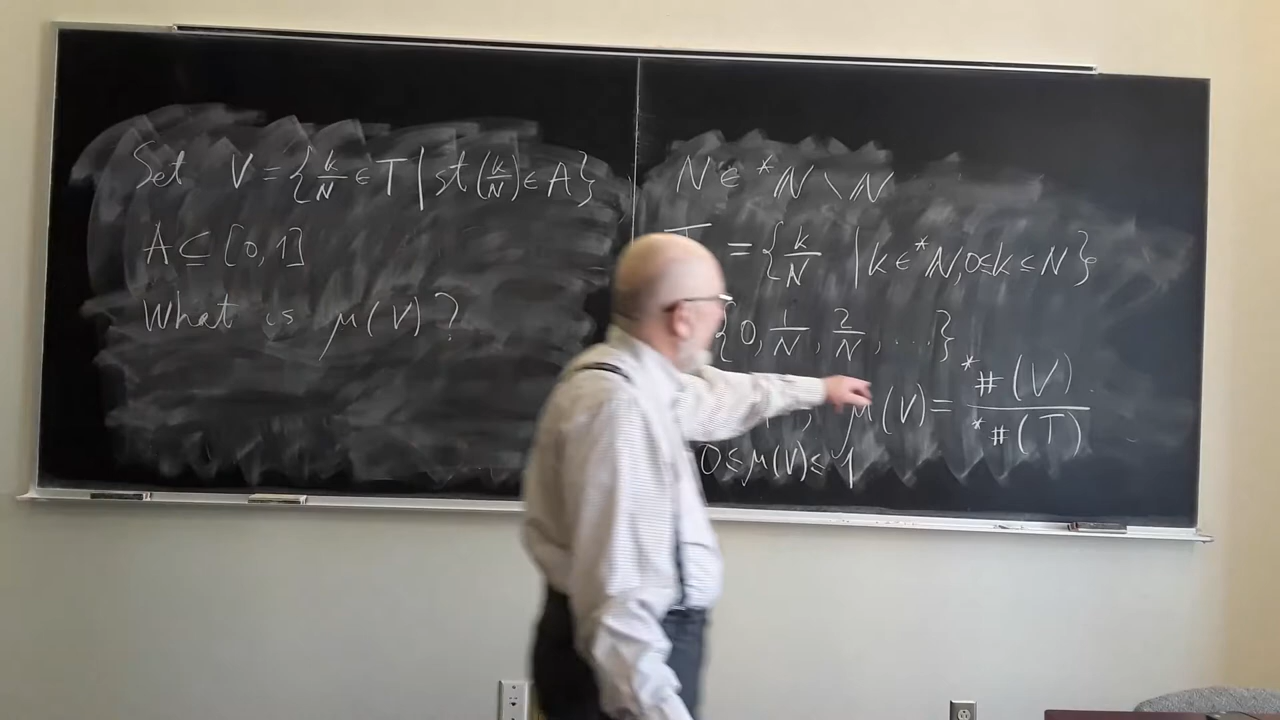 Set V = {k/N ∈ T | st(k/N) ∈ A}
A ⊆ [0,1]
What is μ(V)?
N ∈ *N \ N
T = {k/N | k ∈ *N, 0 ≤ k ≤ N}
{0, 1/N, 2/N, ...}
μ(V) = *#(V) / *#(T)
0 ≤ μ(V) ≤ 1